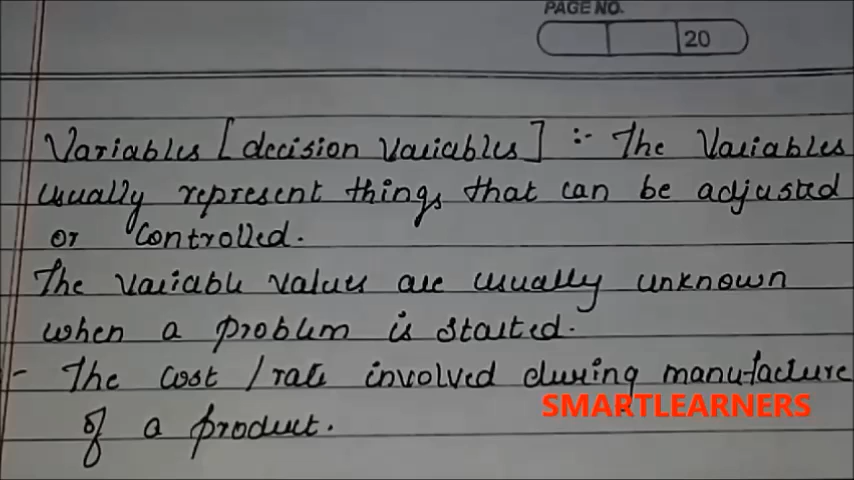 PAGE NO.
20
Variables [decision Variables] :- The Variables
usually represent things that can be adjusted
or controlled.
The variable values are usually unknown
when a problem is started.
- The cost / rate involved during manufacture
of a product.
SMARTLEARNERS